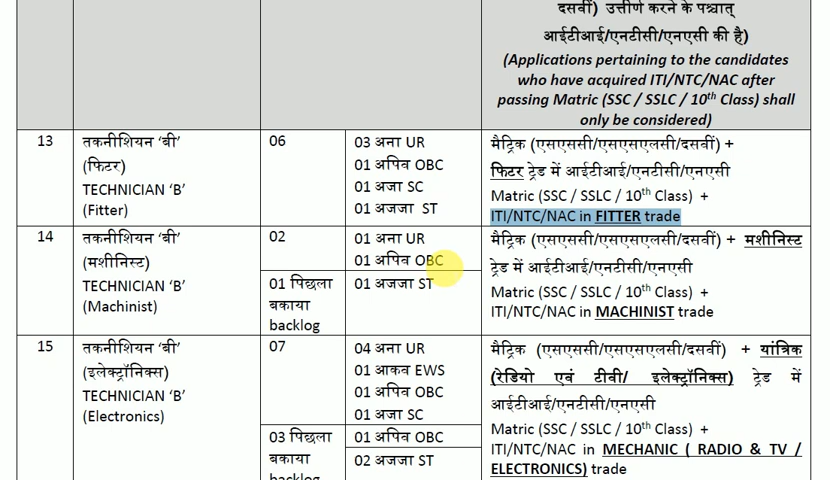 दसवीं) उत्तीर्ण करने के पश्चात्
आईटीआई/एनटीसी/एनएसी की है)
(Applications pertaining to the candidates
who have acquired ITI/NTC/NAC after
passing Matric (SSC / SSLC / 10th Class) shall
only be considered)
13
तकनीशियन ‘बी’
(फिटर)
TECHNICIAN ‘B’
(Fitter)
06
03 अना UR
01 अपिव OBC
01 अजा SC
01 अजजा ST
मैट्रिक (एसएससी/एसएसएलसी/दसवीं) +
फिटर ट्रेड में आईटीआई/एनटीसी/एनएसी
Matric (SSC / SSLC / 10th Class) +
ITI/NTC/NAC in FITTER trade
14
तकनीशियन ‘बी’
(मशीनिस्ट)
TECHNICIAN ‘B’
(Machinist)
02
01 अना UR
01 अपिव OBC
01 पिछला
बकाया
backlog
01 अजजा ST
मैट्रिक (एसएससी/एसएसएलसी/दसवीं) + मशीनिस्ट
ट्रेड में आईटीआई/एनटीसी/एनएसी
Matric (SSC / SSLC / 10th Class) +
ITI/NTC/NAC in MACHINIST trade
15
तकनीशियन ‘बी’
(इलेक्ट्रॉनिक्स)
TECHNICIAN ‘B’
(Electronics)
07
04 अना UR
01 आकव EWS
01 अपिव OBC
01 अजा SC
03 पिछला
बकाया
backlog
01 अपिव OBC
02 अजजा ST
मैट्रिक (एसएससी/एसएसएलसी/दसवीं) + यांत्रिक
(रेडियो एवं टीवी/ इलेक्ट्रॉनिक्स) ट्रेड में
आईटीआई/एनटीसी/एनएसी
Matric (SSC / SSLC / 10th Class) +
ITI/NTC/NAC in MECHANIC ( RADIO & TV /
ELECTRONICS) trade